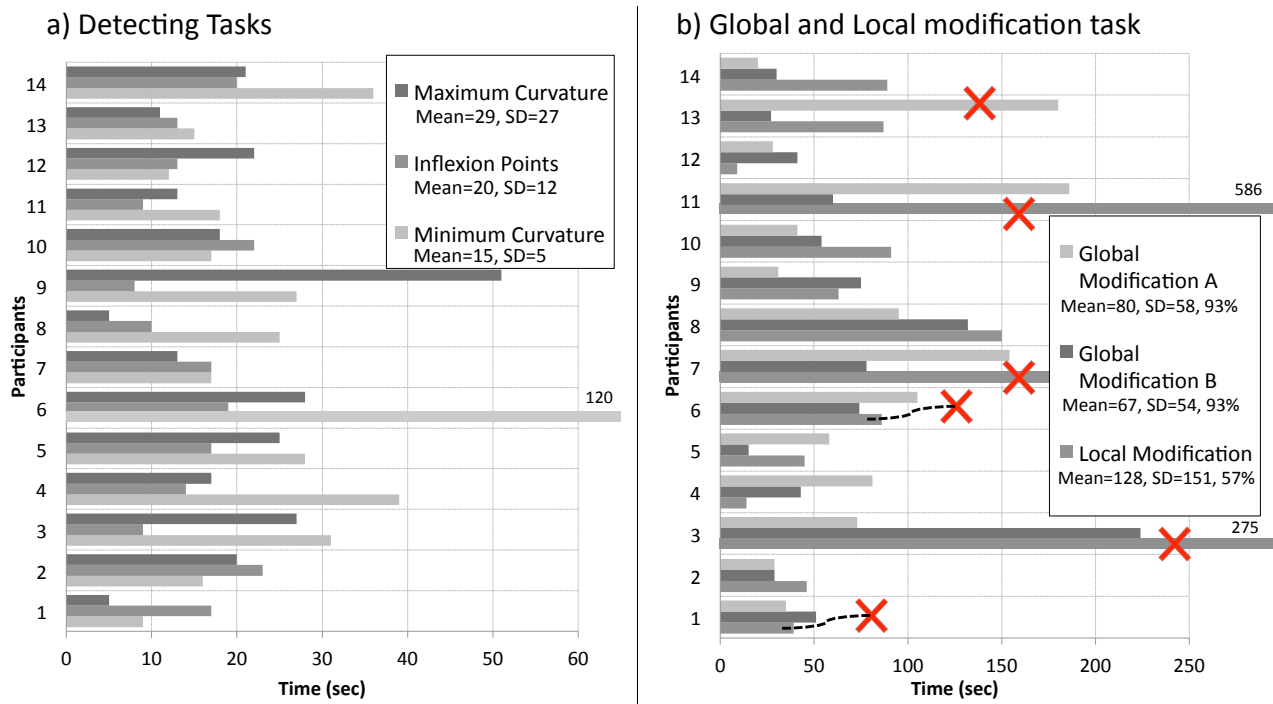 a) Detecting Tasks
Participants
14
13
12
11
10
9
8
7
6
5
4
3
2
1
Maximum Curvature
Mean=29, SD=27
Inflexion Points
Mean=20, SD=12
Minimum Curvature
Mean=15, SD=5
120
0 10 20 30 40 50 60
Time (sec)
b) Global and Local modification task
Participants
14
13
12
11
10
9
8
7
6
5
4
3
2
1
586
Global
Modification A
Mean=80, SD=58, 93%
Global
Modification B
Mean=67, SD=54, 93%
Local Modification
Mean=128, SD=151, 57%
275
0 50 100 150 200 250
Time (sec)